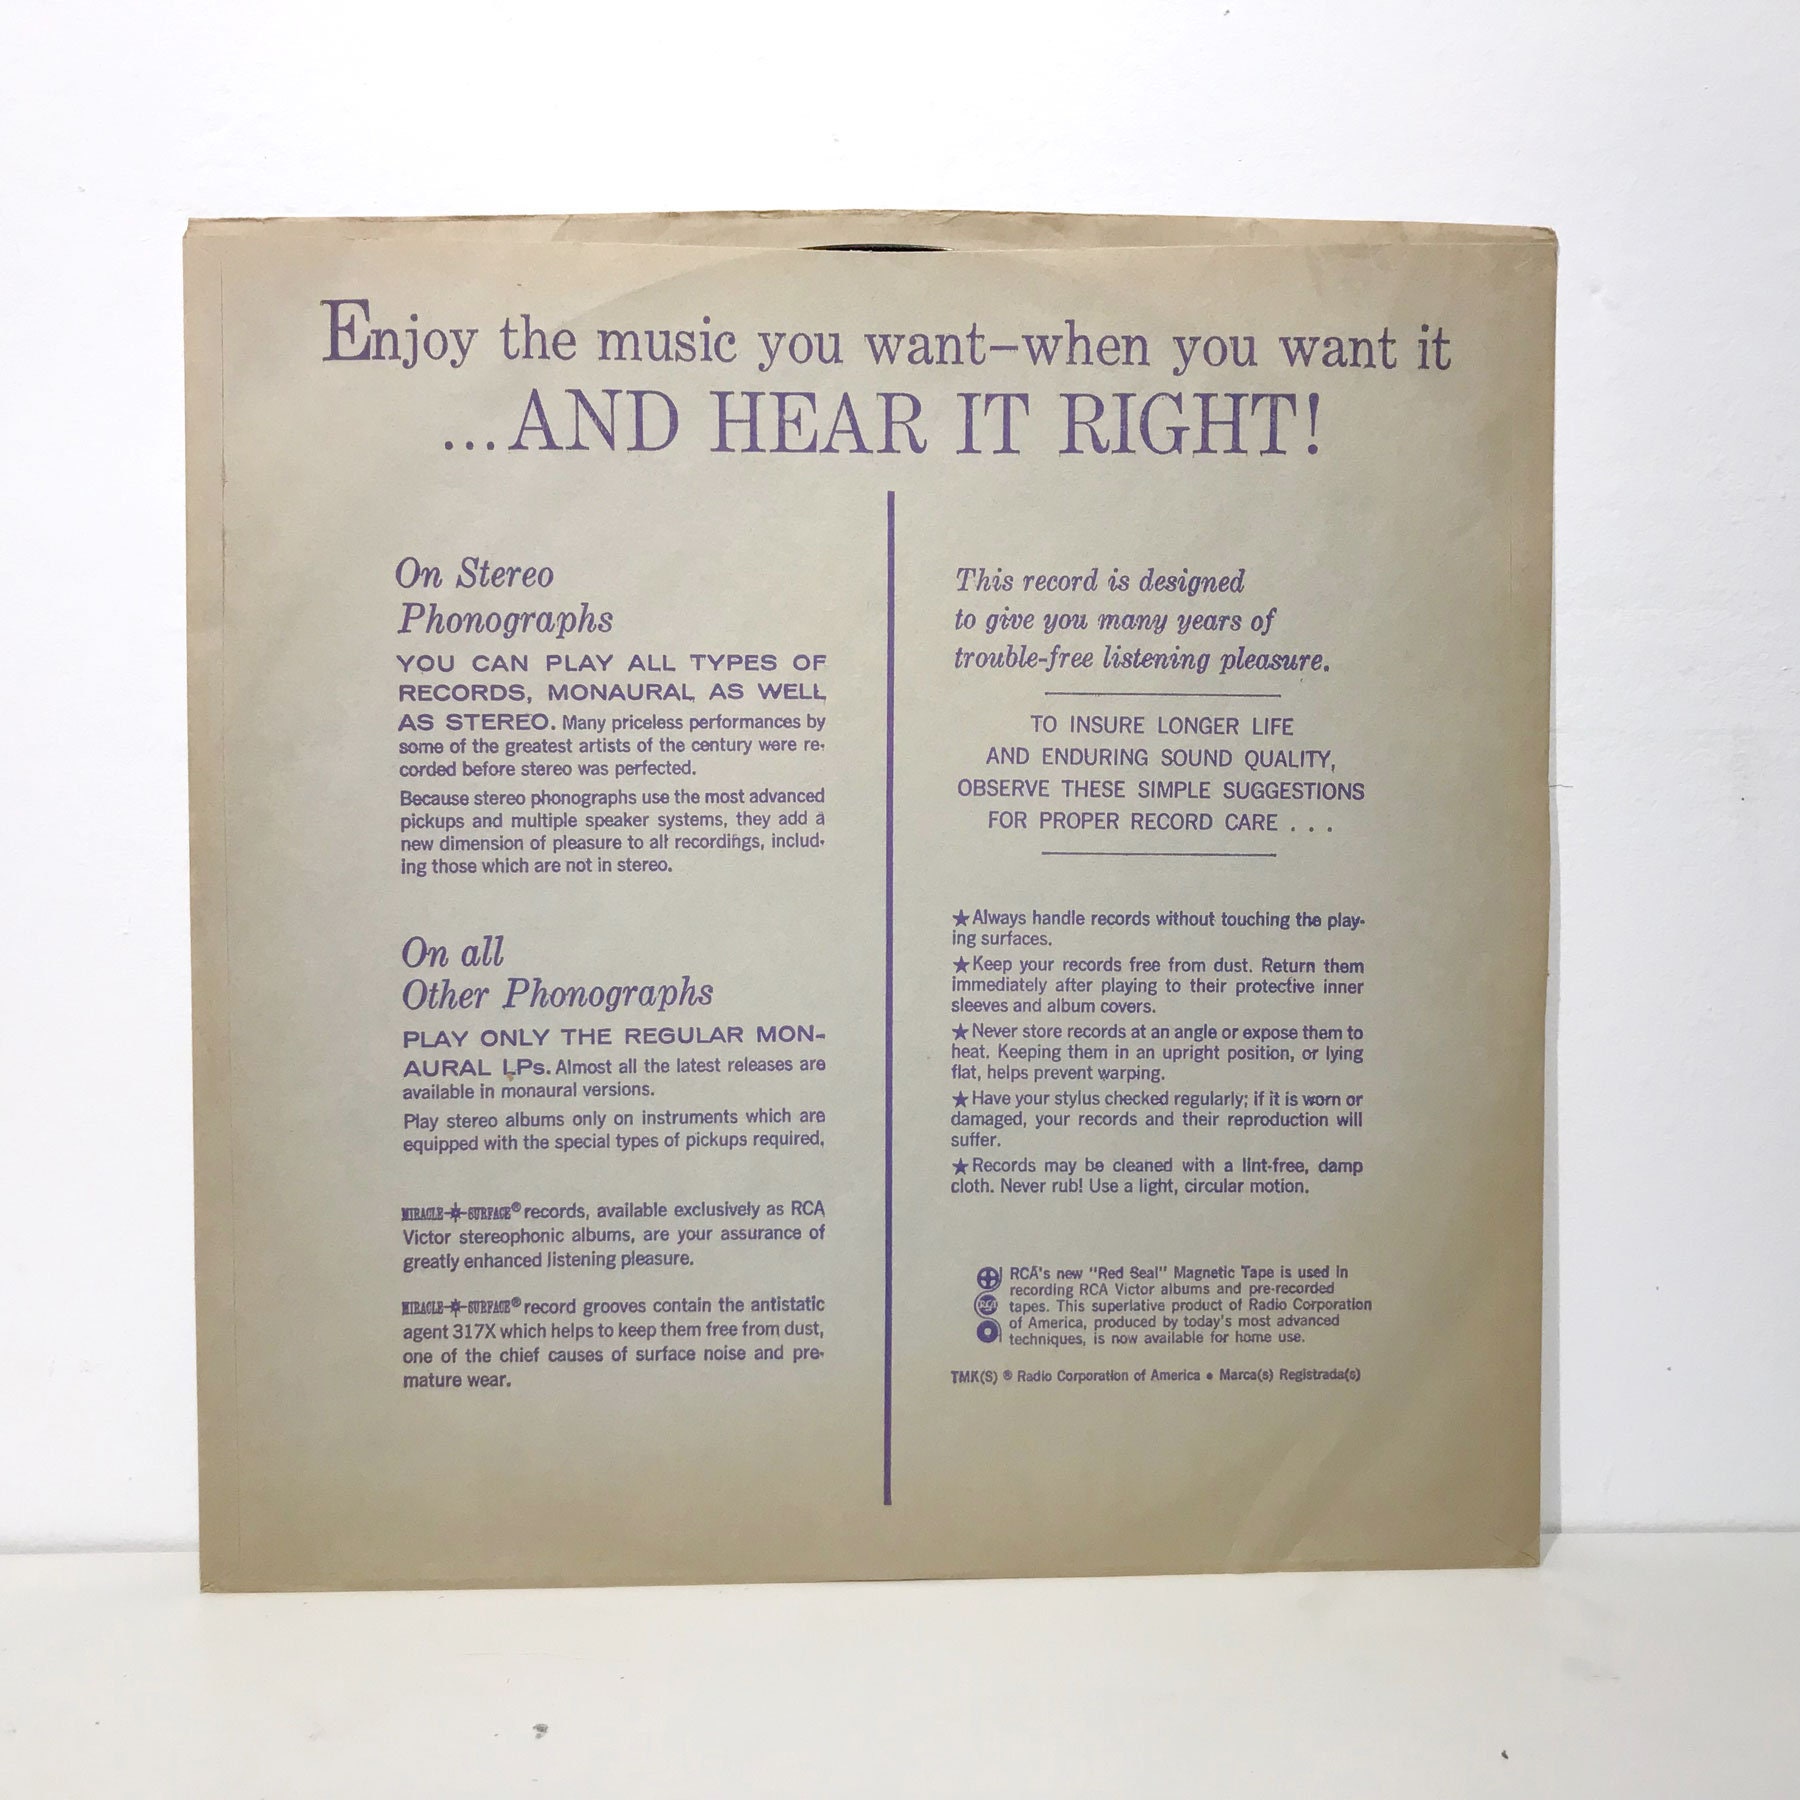 Enjoy the music you want–when you want it
...AND HEAR IT RIGHT!
On Stereo
Phonographs
YOU CAN PLAY ALL TYPES OF
RECORDS, MONAURAL AS WELL
AS STEREO. Many priceless performances by
some of the greatest artists of the century were re-
corded before stereo was perfected.
Because stereo phonographs use the most advanced
pickups and multiple speaker systems, they add a
new dimension of pleasure to all recordings, includ-
ing those which are not in stereo.
On all
Other Phonographs
PLAY ONLY THE REGULAR MON-
AURAL LPs. Almost all the latest releases are
available in monaural versions.
Play stereo albums only on instruments which are
equipped with the special types of pickups required.
MIRACLE SURFACE® records, available exclusively as RCA
Victor stereophonic albums, are your assurance of
greatly enhanced listening pleasure.
MIRACLE SURFACE® record grooves contain the antistatic
agent 317X which helps to keep them free from dust,
one of the chief causes of surface noise and pre-
mature wear.
This record is designed
to give you many years of
trouble-free listening pleasure.
TO INSURE LONGER LIFE
AND ENDURING SOUND QUALITY,
OBSERVE THESE SIMPLE SUGGESTIONS
FOR PROPER RECORD CARE . . .
★Always handle records without touching the play-
ing surfaces.
★Keep your records free from dust. Return them
immediately after playing to their protective inner
sleeves and album covers.
★Never store records at an angle or expose them to
heat. Keeping them in an upright position, or lying
flat, helps prevent warping.
★Have your stylus checked regularly; if it is worn or
damaged, your records and their reproduction will
suffer.
★Records may be cleaned with a lint-free, damp
cloth. Never rub! Use a light, circular motion.
RCA's new "Red Seal" Magnetic Tape is used in
recording RCA Victor albums and pre-recorded
RCA tapes. This superlative product of Radio Corporation
of America, produced by today's most advanced
techniques, is now available for home use.
TMK(S) ® Radio Corporation of America • Marca(s) Registrada(s)